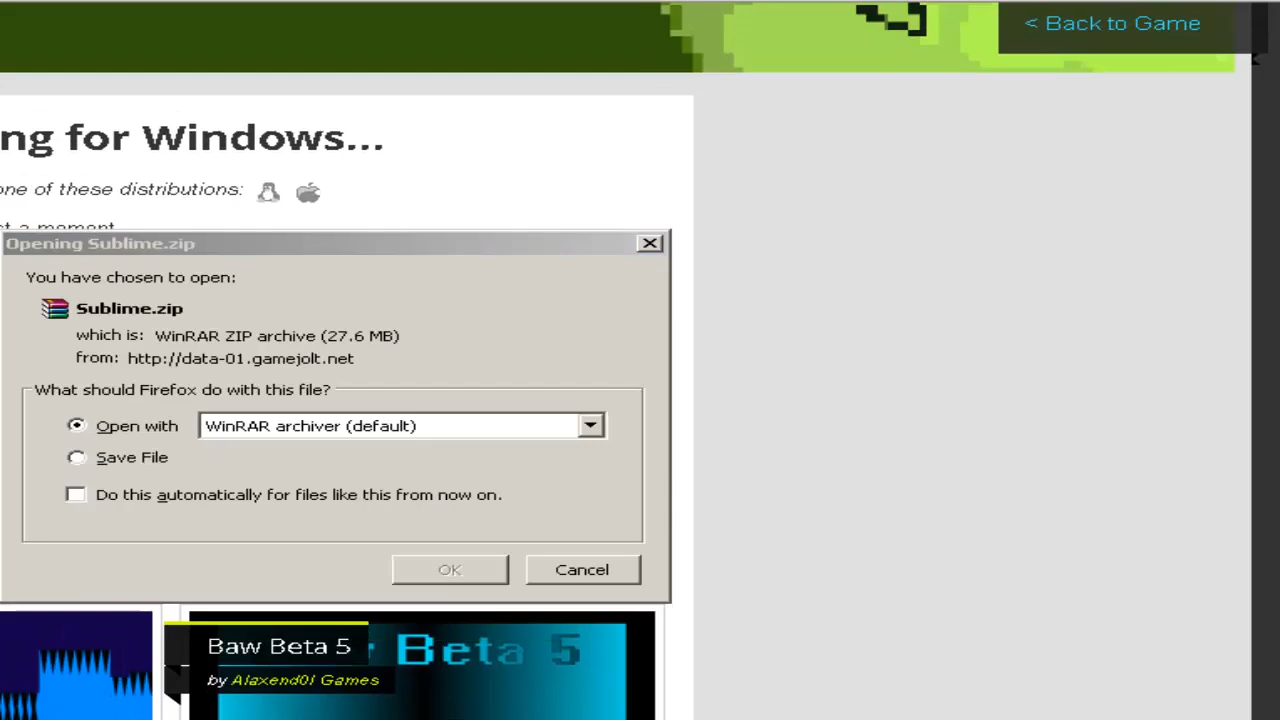 < Back to Game
ng for Windows...
one of these distributions:
t a moment
Opening Sublime.zip
You have chosen to open:
Sublime.zip
which is: WinRAR ZIP archive (27.6 MB)
from: http://data-01.gamejolt.net
What should Firefox do with this file?
Open with WinRAR archiver (default)
Save File
Do this automatically for files like this from now on.
OK Cancel
Baw Beta 5
Beta 5
by Alaxend0l Games